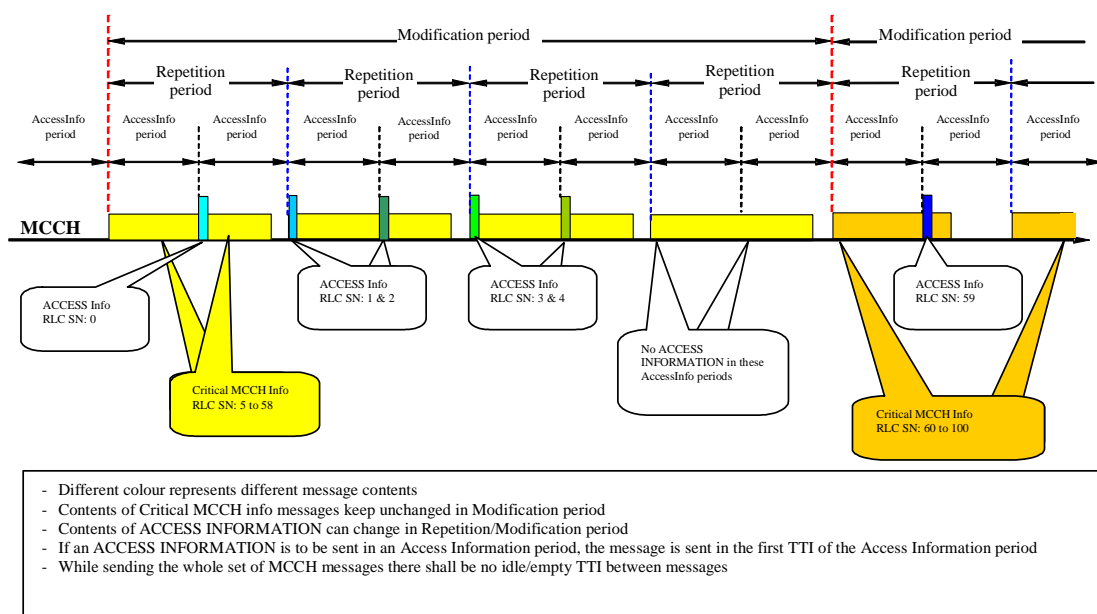 Modification period
Modification period
Repetition
period
Repetition
period
Repetition
period
Repetition
period
Repetition
period
AccessInfo
period
AccessInfo
period
AccessInfo
period
AccessInfo
period
AccessInfo
period
AccessInfo
period
AccessInfo
period
AccessInfo
period
AccessInfo
period
AccessInfo
period
AccessInfo
period
AccessInfo
period
MCCH
ACCESS Info
RLC SN: 0
ACCESS Info
RLC SN: 1 & 2
ACCESS Info
RLC SN: 3 & 4
ACCESS Info
RLC SN: 59
No ACCESS
INFORMATION in these
AccessInfo periods
Critical MCCH Info
RLC SN: 5 to 58
Critical MCCH Info
RLC SN: 60 to 100
- Different colour represents different message contents
- Contents of Critical MCCH info messages keep unchanged in Modification period
- Contents of ACCESS INFORMATION can change in Repetition/Modification period
- If an ACCESS INFORMATION is to be sent in an Access Information period, the message is sent in the first TTI of the Access Information period
- While sending the whole set of MCCH messages there shall be no idle/empty TTI between messages